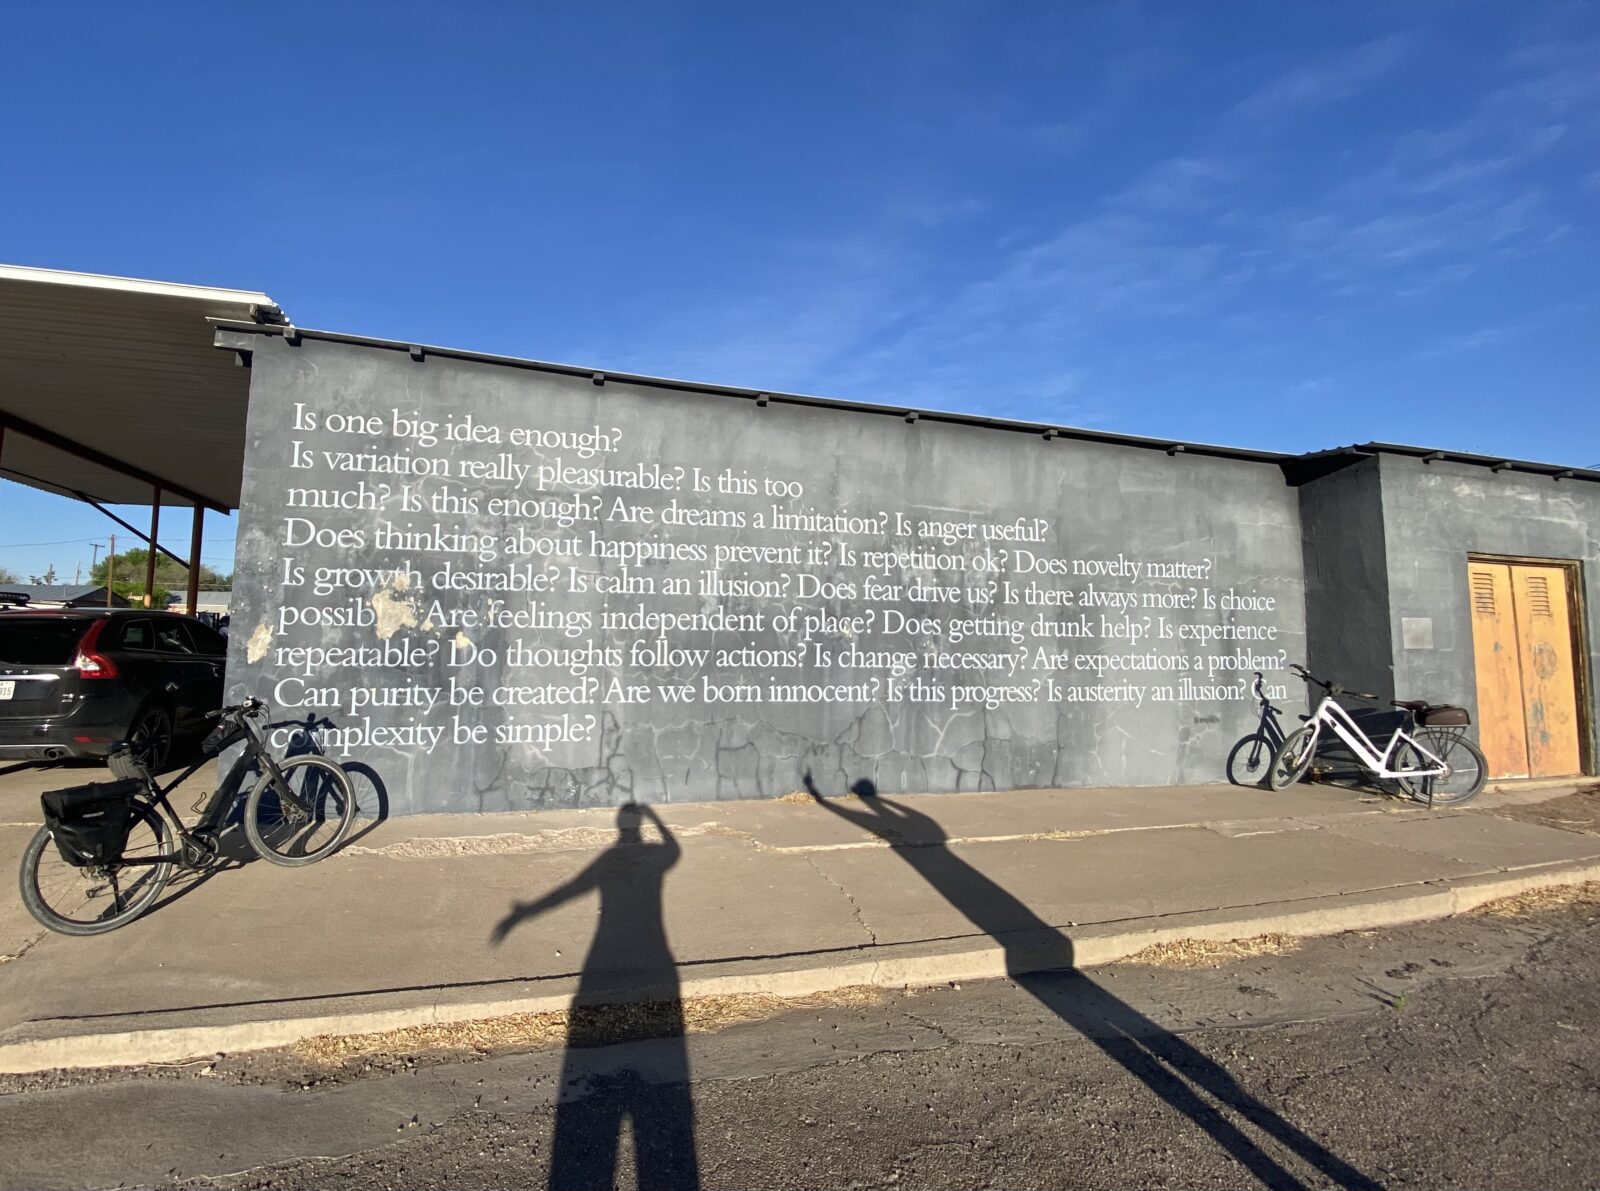 Is one big idea enough?
Is variation really pleasurable? Is this too
much? Is this enough? Are dreams a limitation? Is anger useful?
Does thinking about happiness prevent it? Is repetition ok? Does novelty matter?
Is growth desirable? Is calm an illusion? Does fear drive us? Is there always more? Is choice
possible? Are feelings independent of place? Does getting drunk help? Is experience
repeatable? Do thoughts follow actions? Is change necessary? Are expectations a problem?
Can purity be created? Are we born innocent? Is this progress? Is austerity an illusion? Can
complexity be simple?